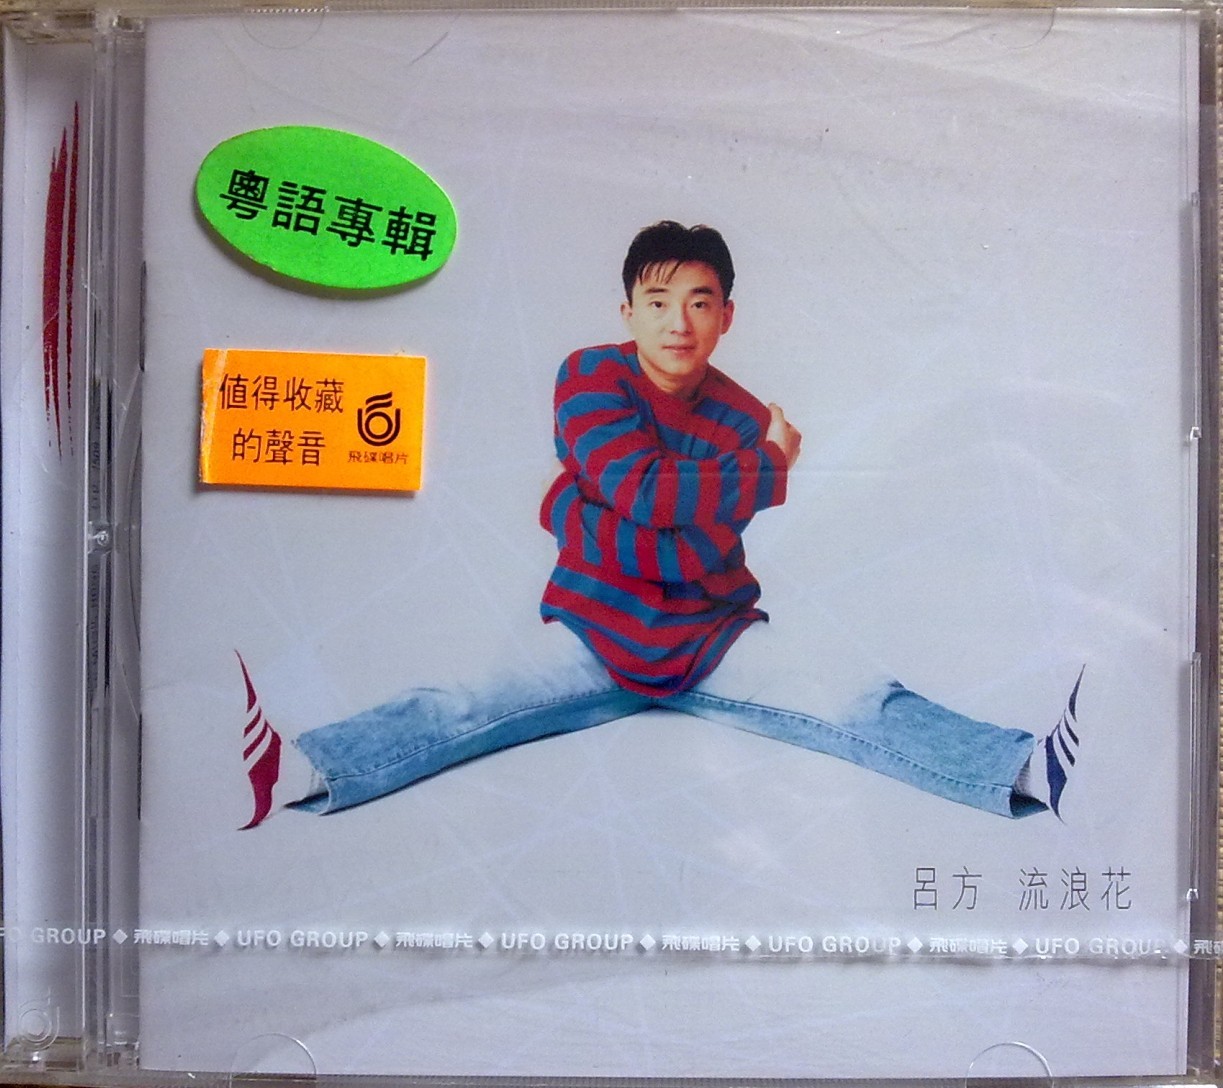 粵語專輯
值得收藏
的聲音
飛碟唱片
呂方 流浪花
GROUP ◆ 飛碟唱片 ◆ UFO GROUP ◆ 飛碟唱片 ◆ UFO GROUP ◆ 飛碟唱片 ◆ UFO GROUP ◆ 飛碟唱片 ◆ UFO GROUP ◆